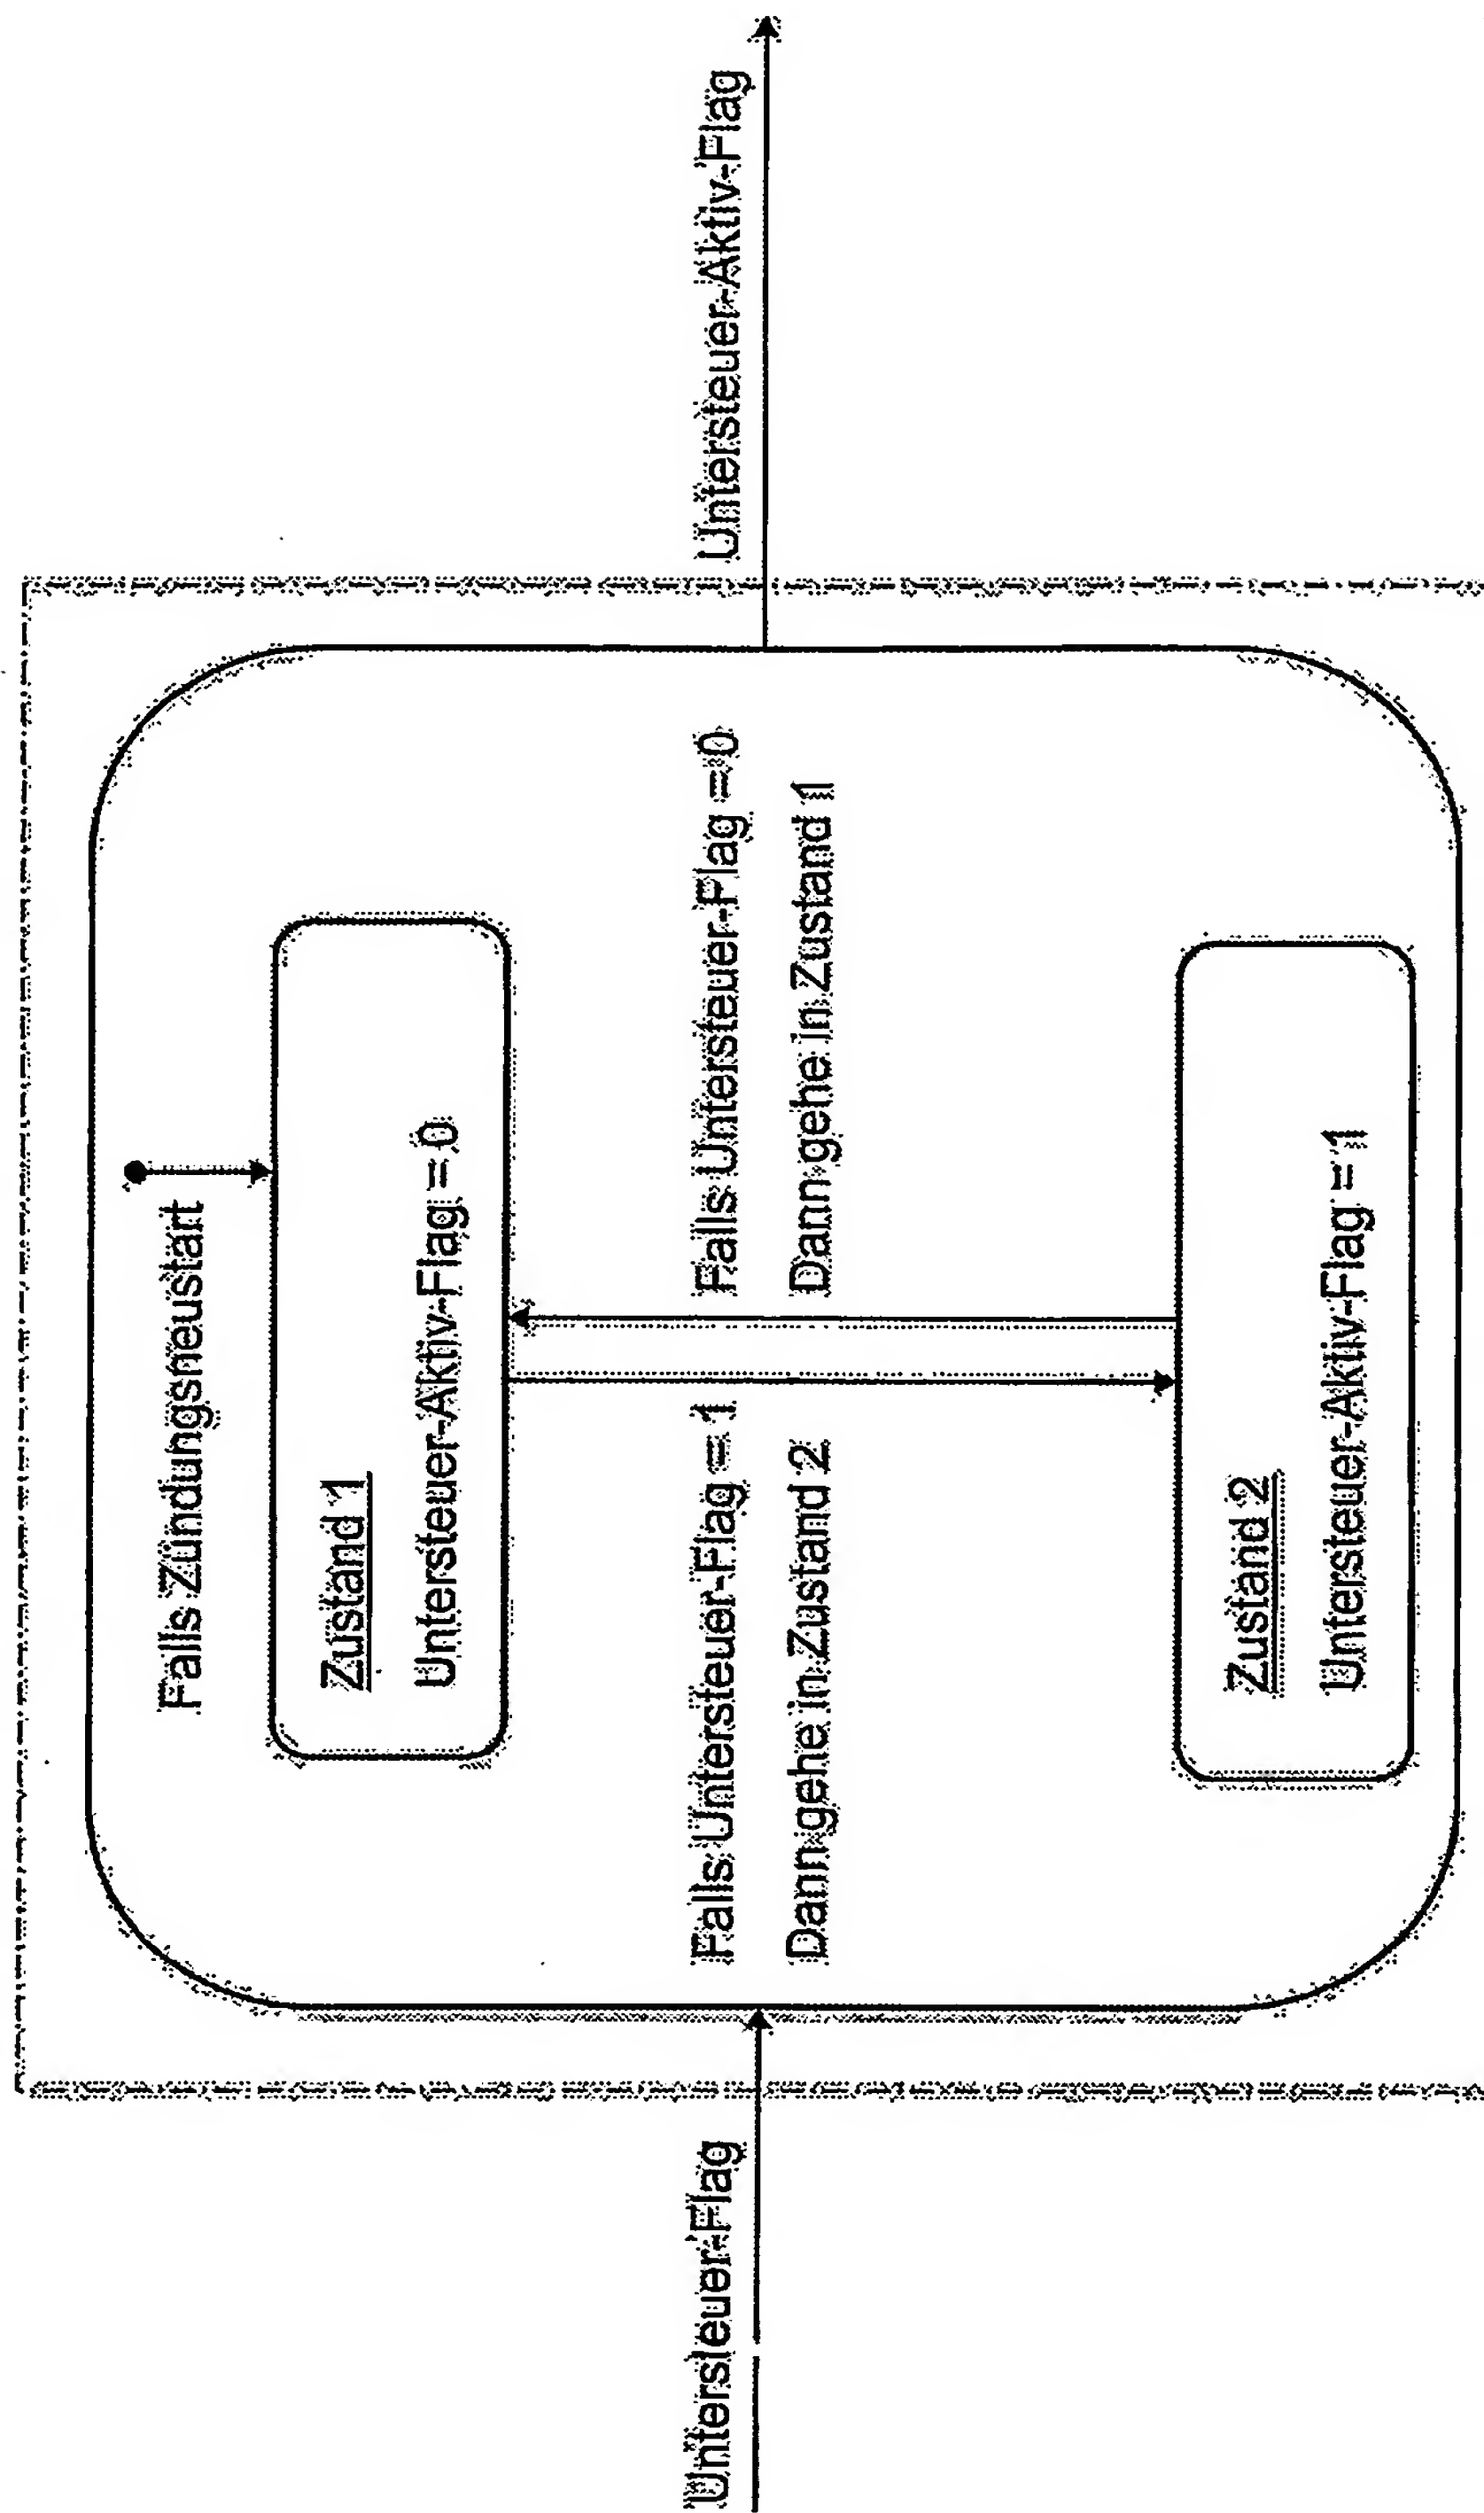 Falls Zündungsneustart
Zustand 1
Untersteuer-Aktiv-Flag = 0
Untersteuer-Flag
Falls Untersteuer-Flag = 1
Dann gehe in Zustand 2
Falls Untersteuer-Flag = 0
Dann gehe in Zustand 1
Untersteuer-Aktiv-Flag
Zustand 2
Untersteuer-Aktiv-Flag = 1